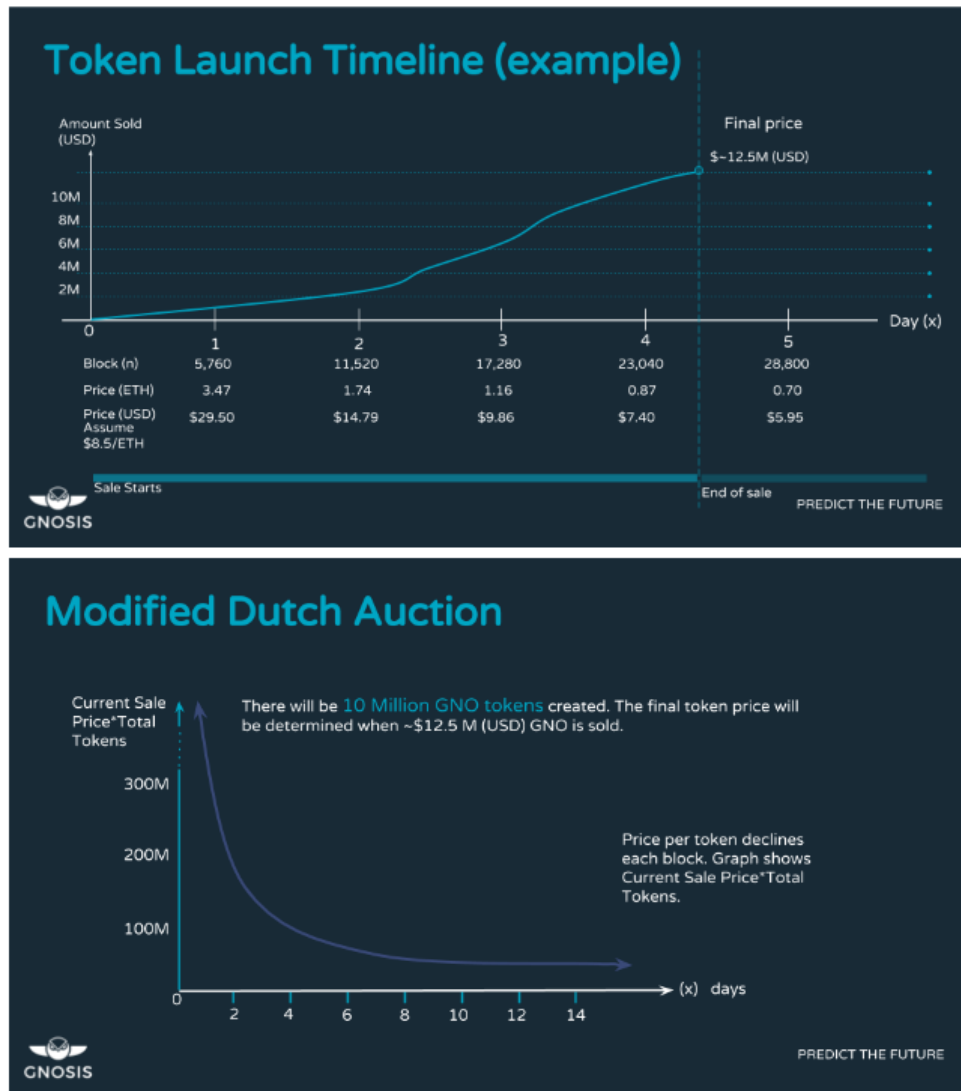 Token Launch Timeline (example)
Amount Sold
(USD)
Final price
$~12.5M (USD)
10M
8M
6M
4M
2M
0 1 2 3 4 5 Day (x)
Block (n) 5,760 11,520 17,280 23,040 28,800
Price (ETH) 3.47 1.74 1.16 0.87 0.70
Price (USD) $29.50 $14.79 $9.86 $7.40 $5.95
Assume
$8.5/ETH
Sale Starts
End of sale
GNOSIS
PREDICT THE FUTURE
Modified Dutch Auction
Current Sale
Price*Total
Tokens
There will be 10 Million GNO tokens created. The final token price will
be determined when ~$12.5 M (USD) GNO is sold.
300M
200M
100M
Price per token declines
each block. Graph shows
Current Sale Price*Total
Tokens.
0 2 4 6 8 10 12 14 (x) days
GNOSIS
PREDICT THE FUTURE